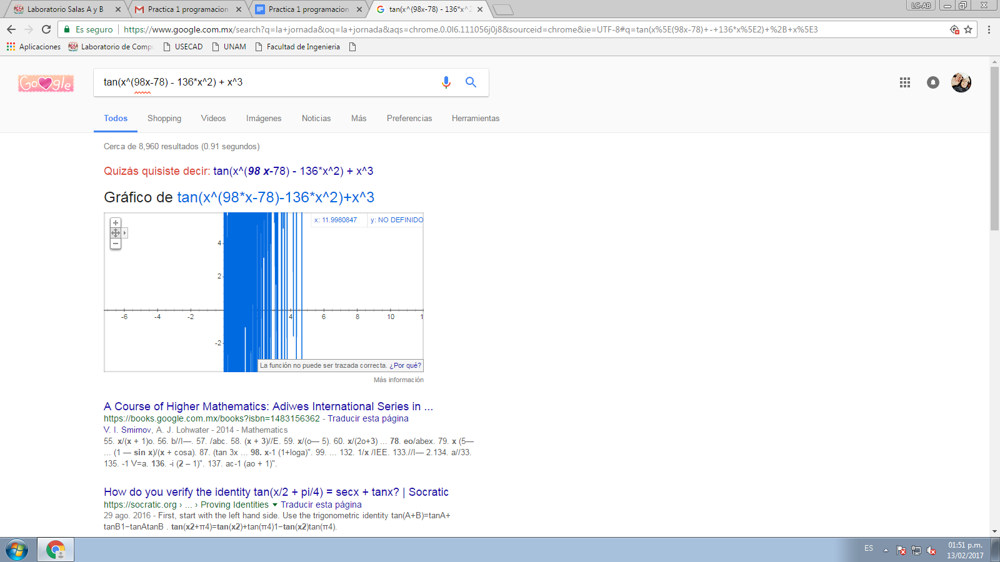 Laboratorio Salas A y B
Practica 1 programacion
Practica 1 programacion
tan(x^(98x-78) - 136*x^2
LC-AB
Es seguro
https://www.google.com.mx/search?q=la+jornada&oq=la+jornada&aqs=chrome.0.0l6.111056j0j8&sourceid=chrome&ie=UTF-8#q=tan(x%5E(98x-78)+-+136*x%5E2)+%2B+x%5E3
Aplicaciones
Laboratorio de Compu
USECAD
UNAM
Facultad de Ingenieria
Google
tan(x^(98x-78) - 136*x^2) + x^3
Todos
Shopping
Videos
Imágenes
Noticias
Más
Preferencias
Herramientas
Cerca de 8,960 resultados (0.91 segundos)
Quizás quisiste decir: tan(x^(98 x-78) - 136*x^2) + x^3
Gráfico de tan(x^(98*x-78)-136*x^2)+x^3
x: 11.9980847
y: NO DEFINIDO
4
2
-6
-4
-2
4
6
8
10
1
-2
La función no puede ser trazada correcta. ¿Por qué?
Más información
A Course of Higher Mathematics: Adiwes International Series in ...
https://books.google.com.mx/books?isbn=1483156362 - Traducir esta página
V. I. Smirnov, A. J. Lohwater - 2014 - Mathematics
55. x/(x + 1)o. 56. b//l—. 57. /abc. 58. (x + 3)//E. 59. x/(o— 5). 60. x/(2o+3) ... 78. eo/abex. 79. x (5—
... (1 — sin x)/(x + cosa). 87. (tan 3x ... 98. x-1 (1+loga)". 99. ... 132. 1/x /IEE. 133.//l— 2.134. a//33.
135. -1 V=a. 136. -i (2 – 1)". 137. ac-1 (ao + 1)".
How do you verify the identity tan(x/2 + pi/4) = secx + tanx? | Socratic
https://socratic.org › ... › Proving Identities ▼ Traducir esta página
29 ago. 2016 - First, start with the left hand side. Use the trigonometric identity tan(A+B)=tanA+
tanB1−tanAtanB . tan(x2+π4)=tan(x2)+tan(π4)1−tan(x2)tan(π4).
ES
01:51 p.m.
13/02/2017